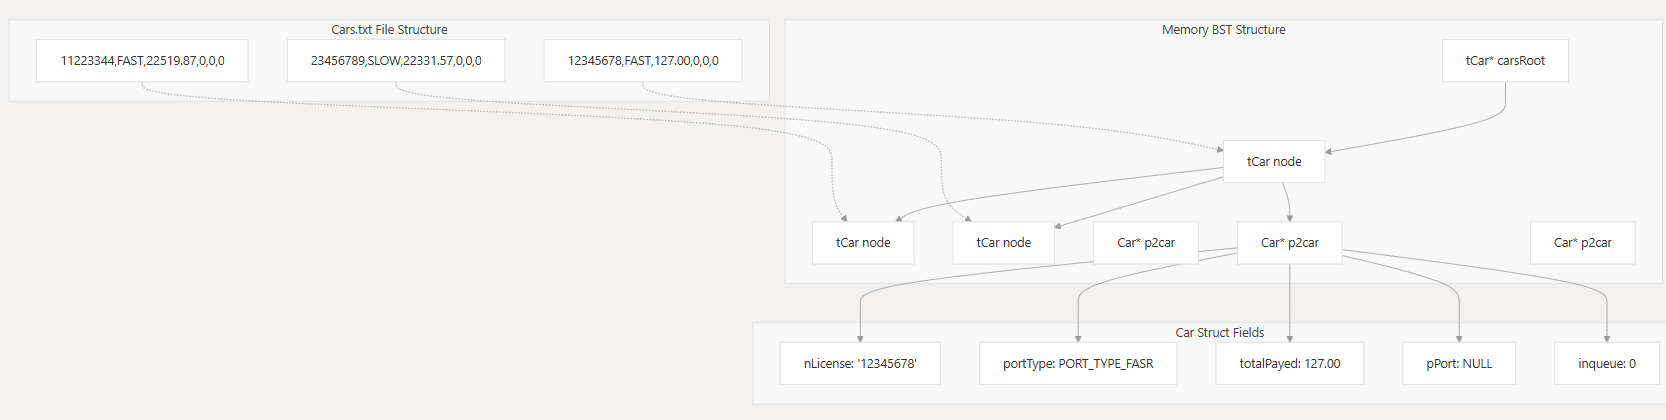 Cars.txt File Structure
11223344,FAST,22519.87,0,0,0
23456789,SLOW,22331.57,0,0,0
12345678,FAST,127.00,0,0,0
Memory BST Structure
tCar* carsRoot
tCar node
tCar node
tCar node
Car* p2car
Car* p2car
Car* p2car
Car Struct Fields
nLicense: '12345678'
portType: PORT_TYPE_FASR
totalPayed: 127.00
pPort: NULL
inqueue: 0